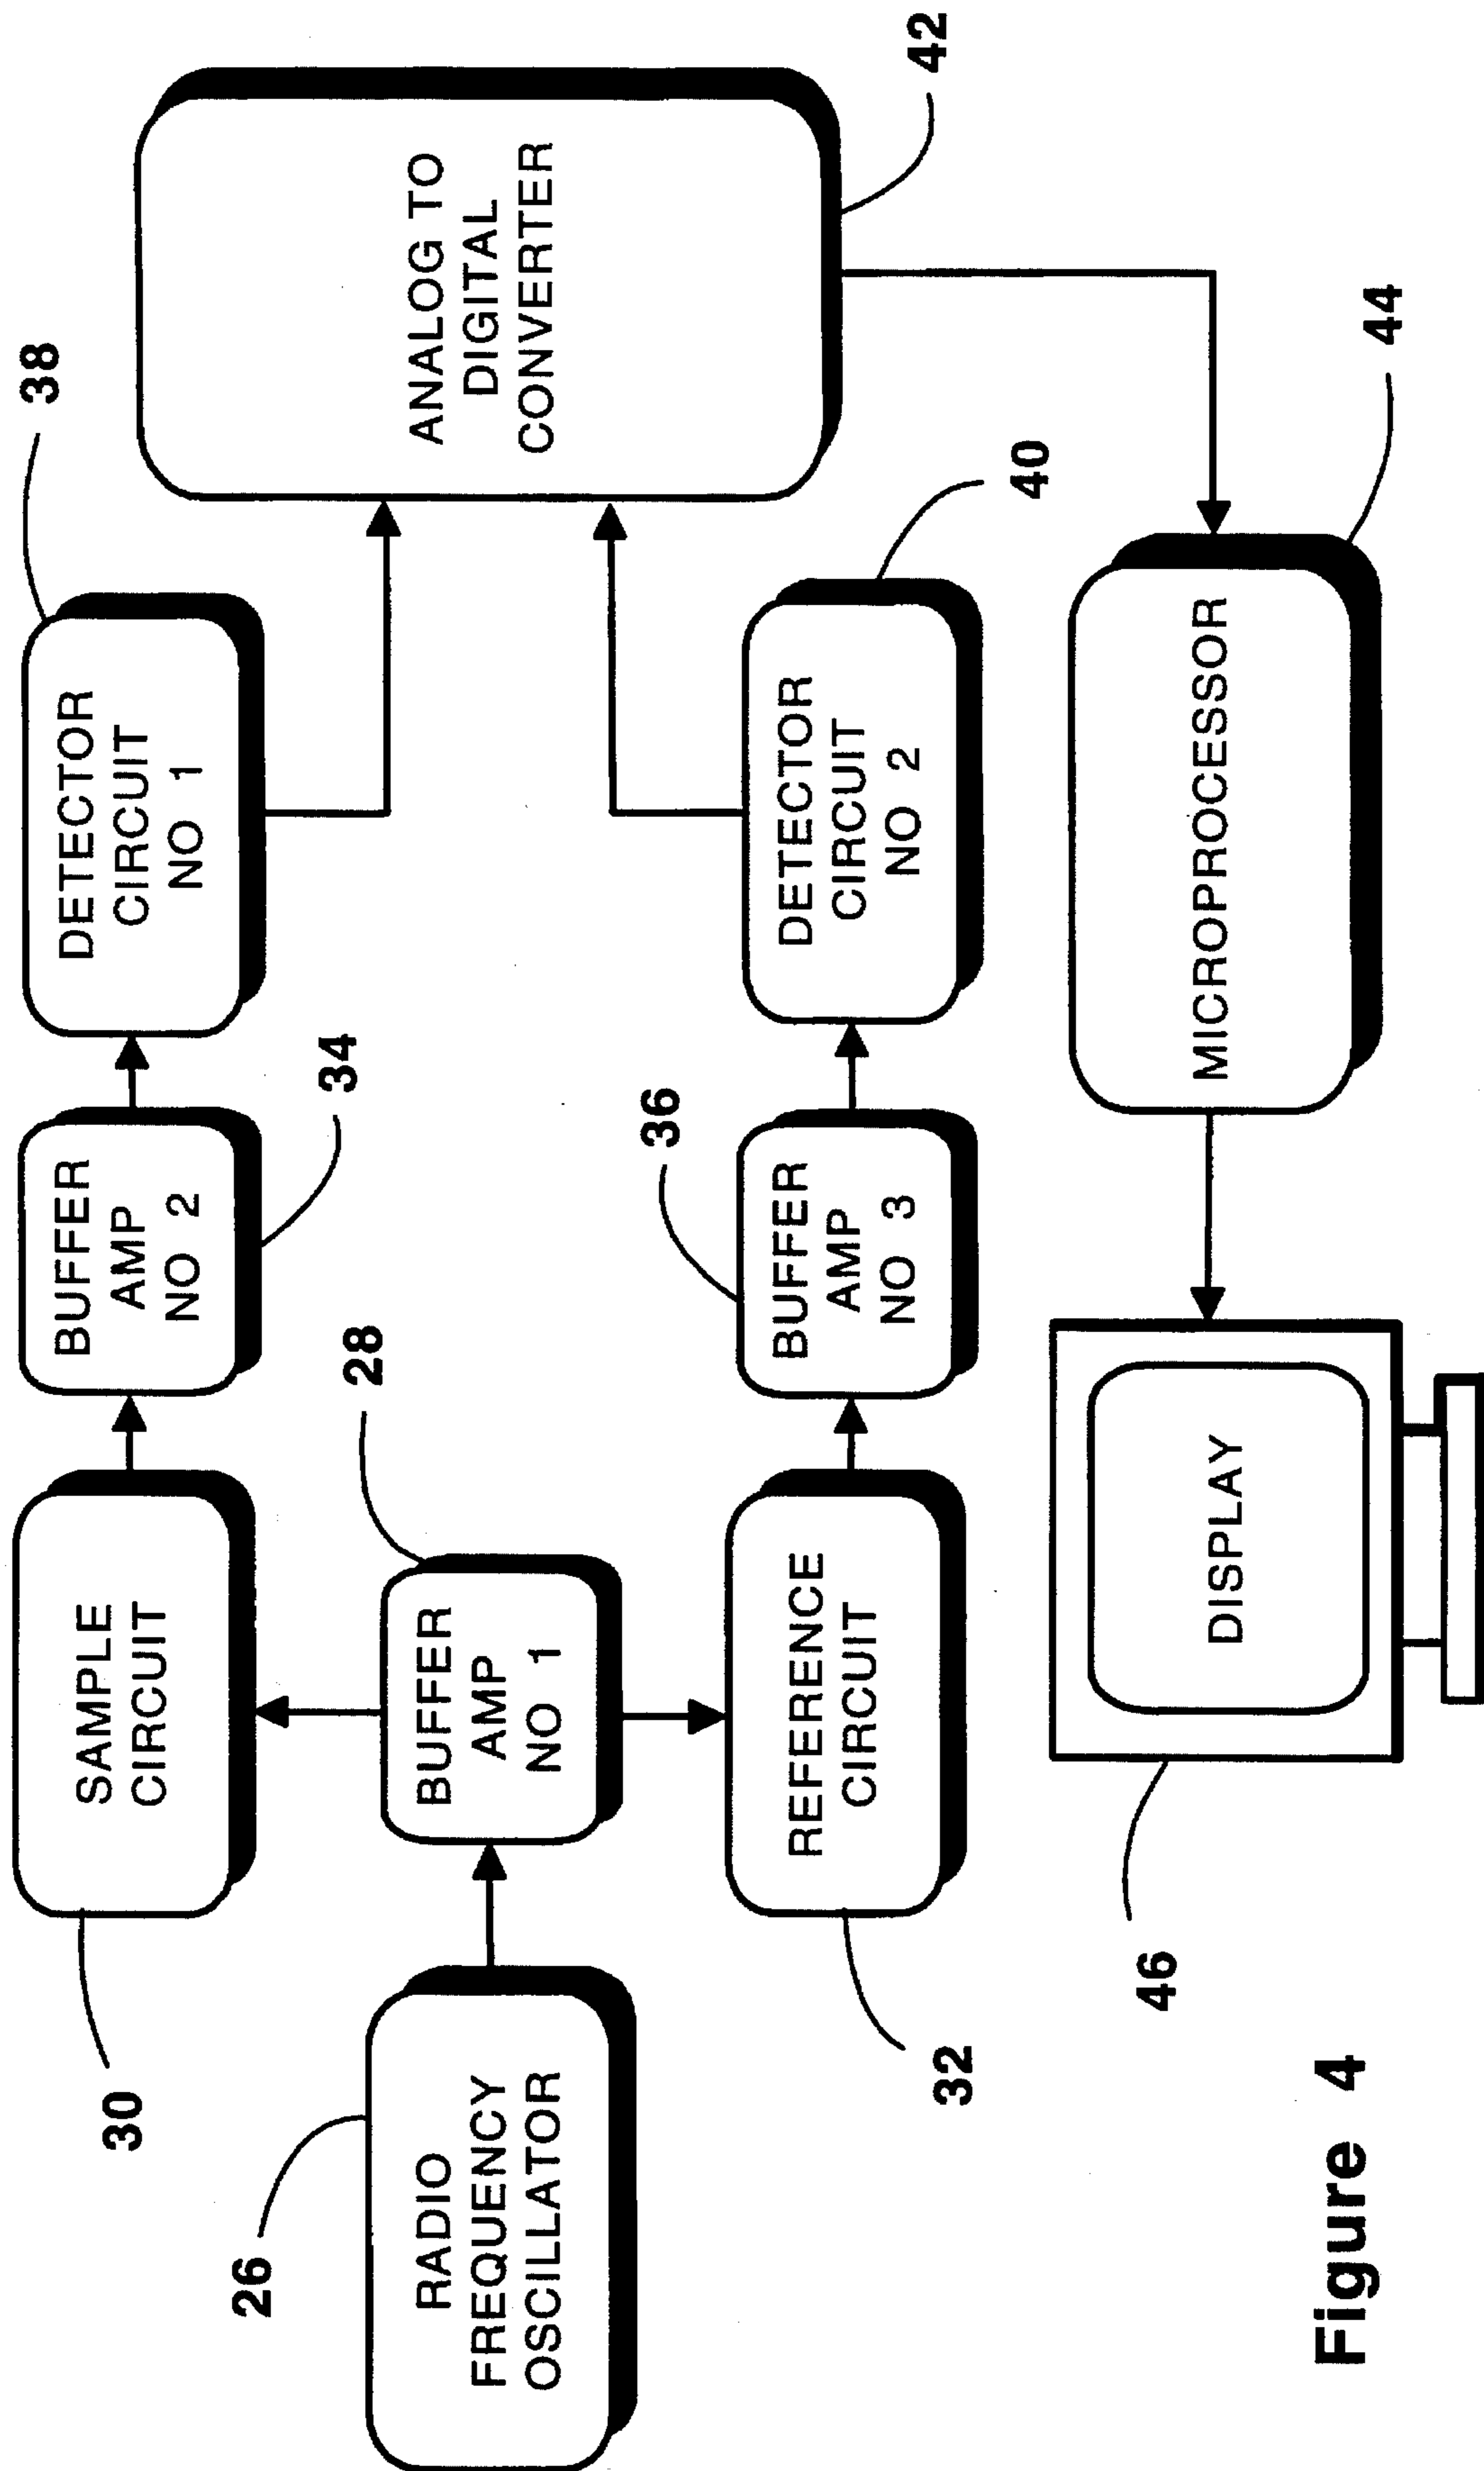 30
SAMPLE
CIRCUIT
BUFFER
AMP
NO 2
34
DETECTOR
CIRCUIT
NO 1
38
26
RADIO
FREQUENCY
OSCILLATOR
BUFFER
AMP
NO 1
28
ANALOG TO
DIGITAL
CONVERTER
42
32
REFERENCE
CIRCUIT
BUFFER
AMP
NO 3
36
DETECTOR
CIRCUIT
NO 2
40
46
DISPLAY
MICROPROCESSOR
44
Figure 4